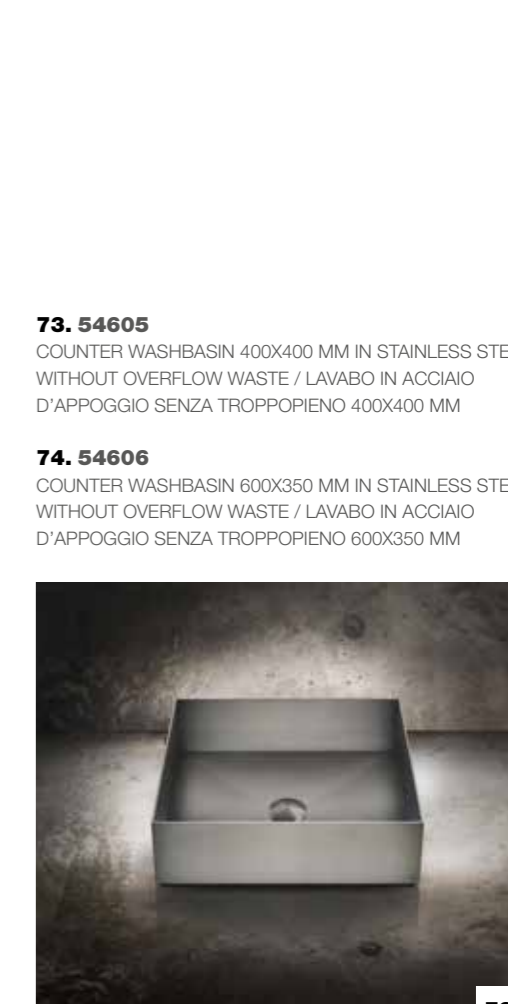 73. 54605
COUNTER WASHBASIN 400X400 MM IN STAINLESS STE
WITHOUT OVERFLOW WASTE / LAVABO IN ACCIAIO
D'APPOGGIO SENZA TROPPOPIENO 400X400 MM
74. 54606
COUNTER WASHBASIN 600X350 MM IN STAINLESS STE
WITHOUT OVERFLOW WASTE / LAVABO IN ACCIAIO
D'APPOGGIO SENZA TROPPOPIENO 600X350 MM